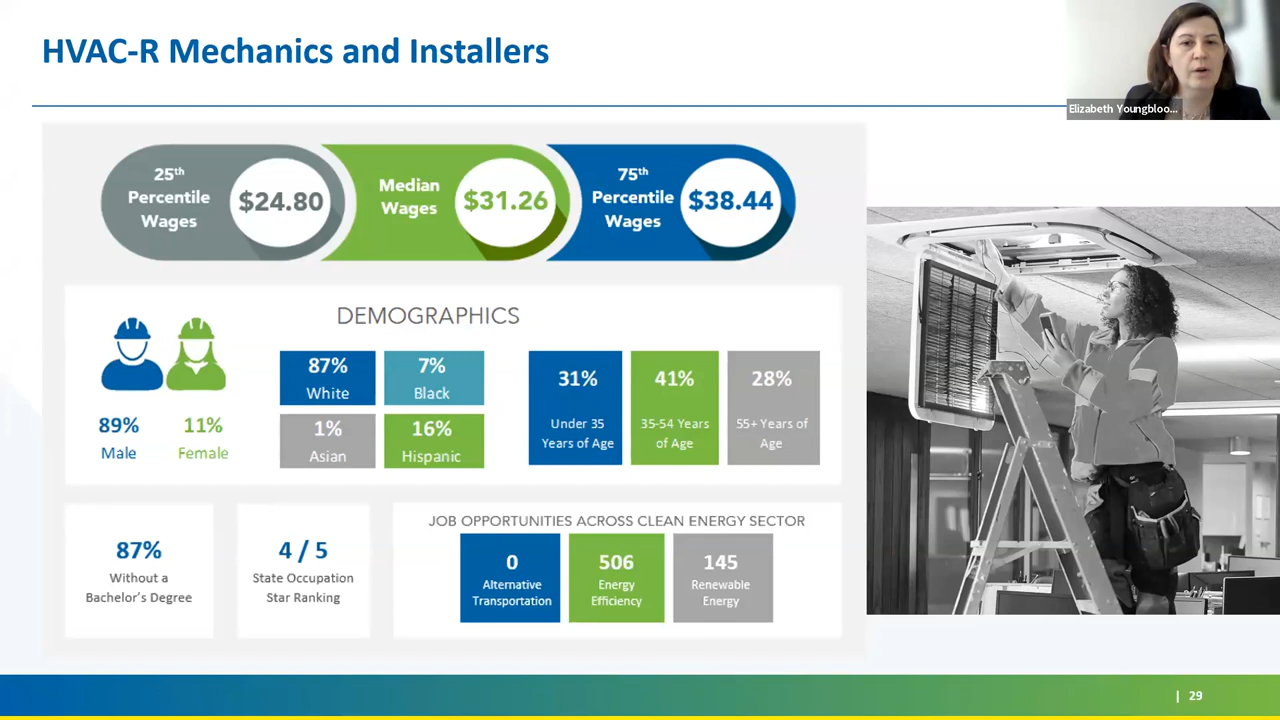 HVAC-R Mechanics and Installers
Elizabeth Youngbloo...
25th
Percentile
Wages
$24.80
Median
Wages
$31.26
75th
Percentile
Wages
$38.44
DEMOGRAPHICS
89%
Male
11%
Female
87%
White
7%
Black
1%
Asian
16%
Hispanic
31%
Under 35
Years of Age
41%
35-54 Years
of Age
28%
55+ Years of
Age
87%
Without a
Bachelor's Degree
4 / 5
State Occupation
Star Ranking
JOB OPPORTUNITIES ACROSS CLEAN ENERGY SECTOR
0
Alternative
Transportation
506
Energy
Efficiency
145
Renewable
Energy
| 29